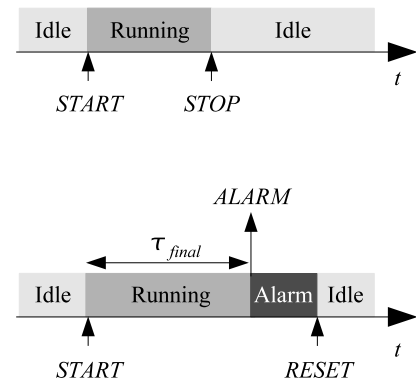 Idle Running Idle
t
START STOP
ALARM
τ final
Idle Running Alarm Idle
t
START RESET